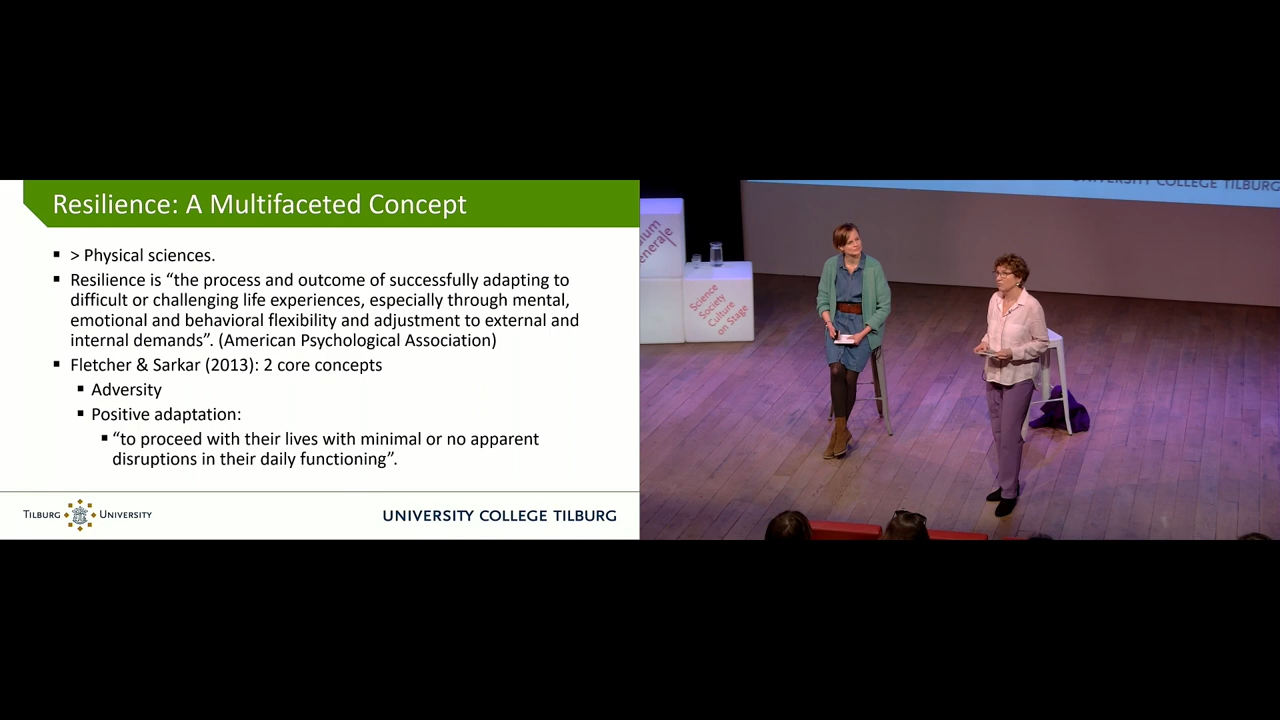 Resilience: A Multifaceted Concept
> Physical sciences.
Resilience is “the process and outcome of successfully adapting to
difficult or challenging life experiences, especially through mental,
emotional and behavioral flexibility and adjustment to external and
internal demands”. (American Psychological Association)
Fletcher & Sarkar (2013): 2 core concepts
Adversity
Positive adaptation:
“to proceed with their lives with minimal or no apparent
disruptions in their daily functioning”.
TILBURG UNIVERSITY
UNIVERSITY COLLEGE TILBURG
UNIVERSITY COLLEGE TILBURG
Science
Society
Culture
on Stage